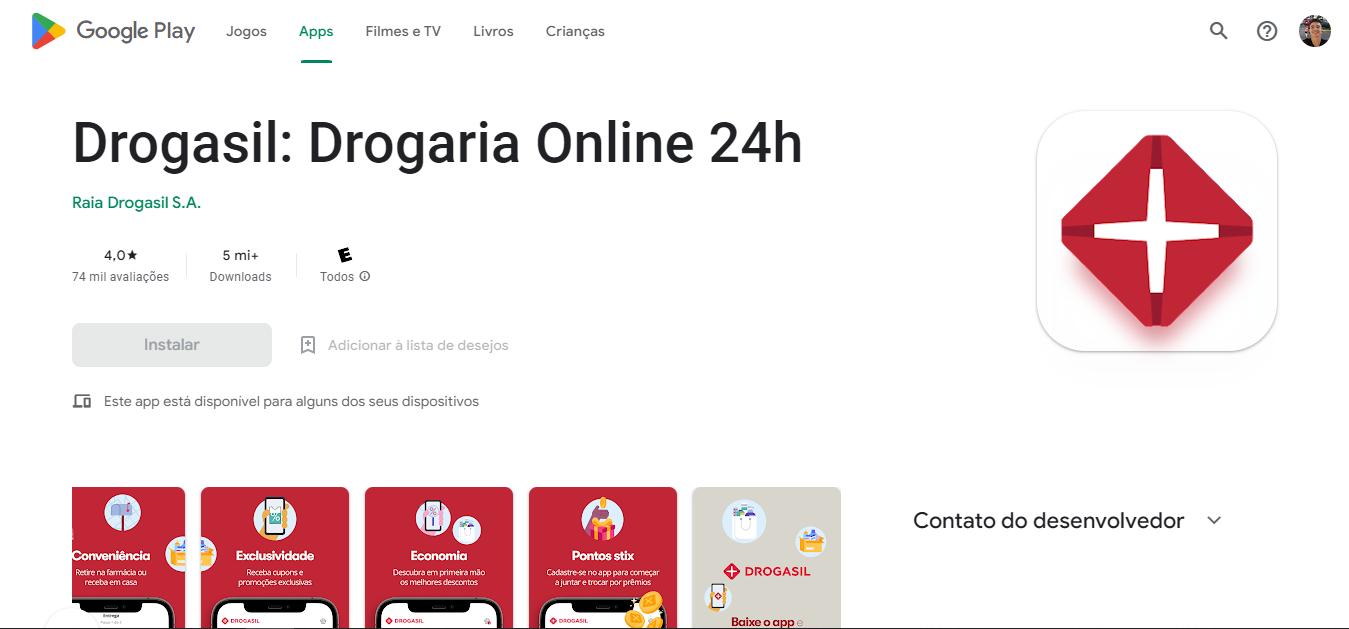 Google Play
Jogos
Apps
Filmes e TV
Livros
Crianças
Drogasil: Drogaria Online 24h
Raia Drogasil S.A.
4,0★
74 mil avaliações
5 mi+
Downloads
E
Todos
Instalar
Adicionar à lista de desejos
Este app está disponível para alguns dos seus dispositivos
Conveniência
Retire na farmácia ou
receba em casa
Entrega
Exclusividade
Receba cupons e
promoções exclusivas
DROGASIL
Economia
Descubra em primeira mão
os melhores descontos
DROGASIL
Pontos stix
Cadastre-se no app para começar
a juntar e trocar por prêmios
DROGASIL
DROGASIL
Baixe o app e
Contato do desenvolvedor